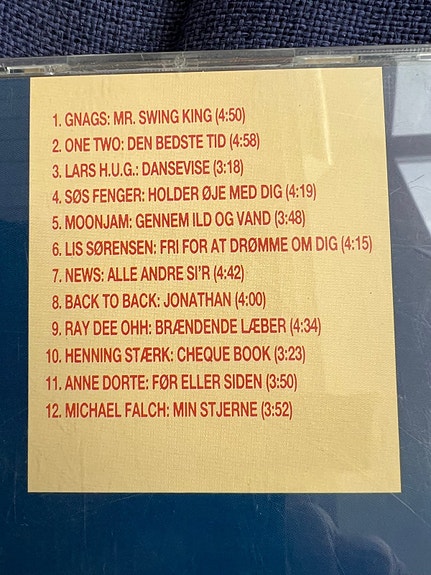 1. GNAGS: MR. SWING KING (4:50)
2. ONE TWO: DEN BEDSTE TID (4:58)
3. LARS H.U.G.: DANSEVISE (3:18)
4. SØS FENGER: HOLDER ØJE MED DIG (4:19)
5. MOONJAM: GENNEM ILD OG VAND (3:48)
6. LIS SØRENSEN: FRI FOR AT DRØMME OM DIG (4:15)
7. NEWS: ALLE ANDRE SI'R (4:42)
8. BACK TO BACK: JONATHAN (4:00)
9. RAY DEE OHH: BRÆNDENDE LÆBER (4:34)
10. HENNING STÆRK: CHEQUE BOOK (3:23)
11. ANNE DORTE: FØR ELLER SIDEN (3:50)
12. MICHAEL FALCH: MIN STJERNE (3:52)